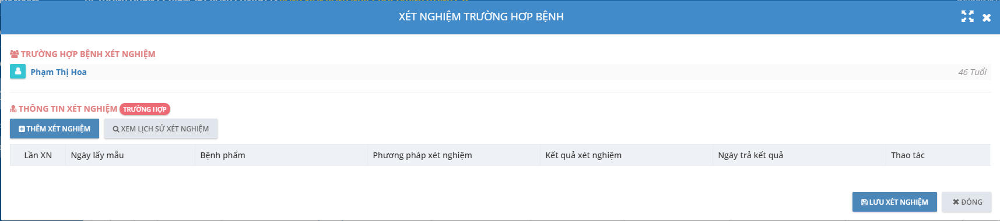 XÉT NGHIỆM TRƯỜNG HƠP BỆNH
TRƯỜNG HỢP BỆNH XÉT NGHIỆM
Phạm Thị Hoa 46 Tuổi
THÔNG TIN XÉT NGHIỆM TRƯỜNG HỢP
THÊM XÉT NGHIỆM XEM LỊCH SỬ XÉT NGHIỆM
Lần XN Ngày lấy mẫu Bệnh phẩm Phương pháp xét nghiệm Kết quả xét nghiệm Ngày trả kết quả Thao tác
LƯU XÉT NGHIỆM ĐÓNG